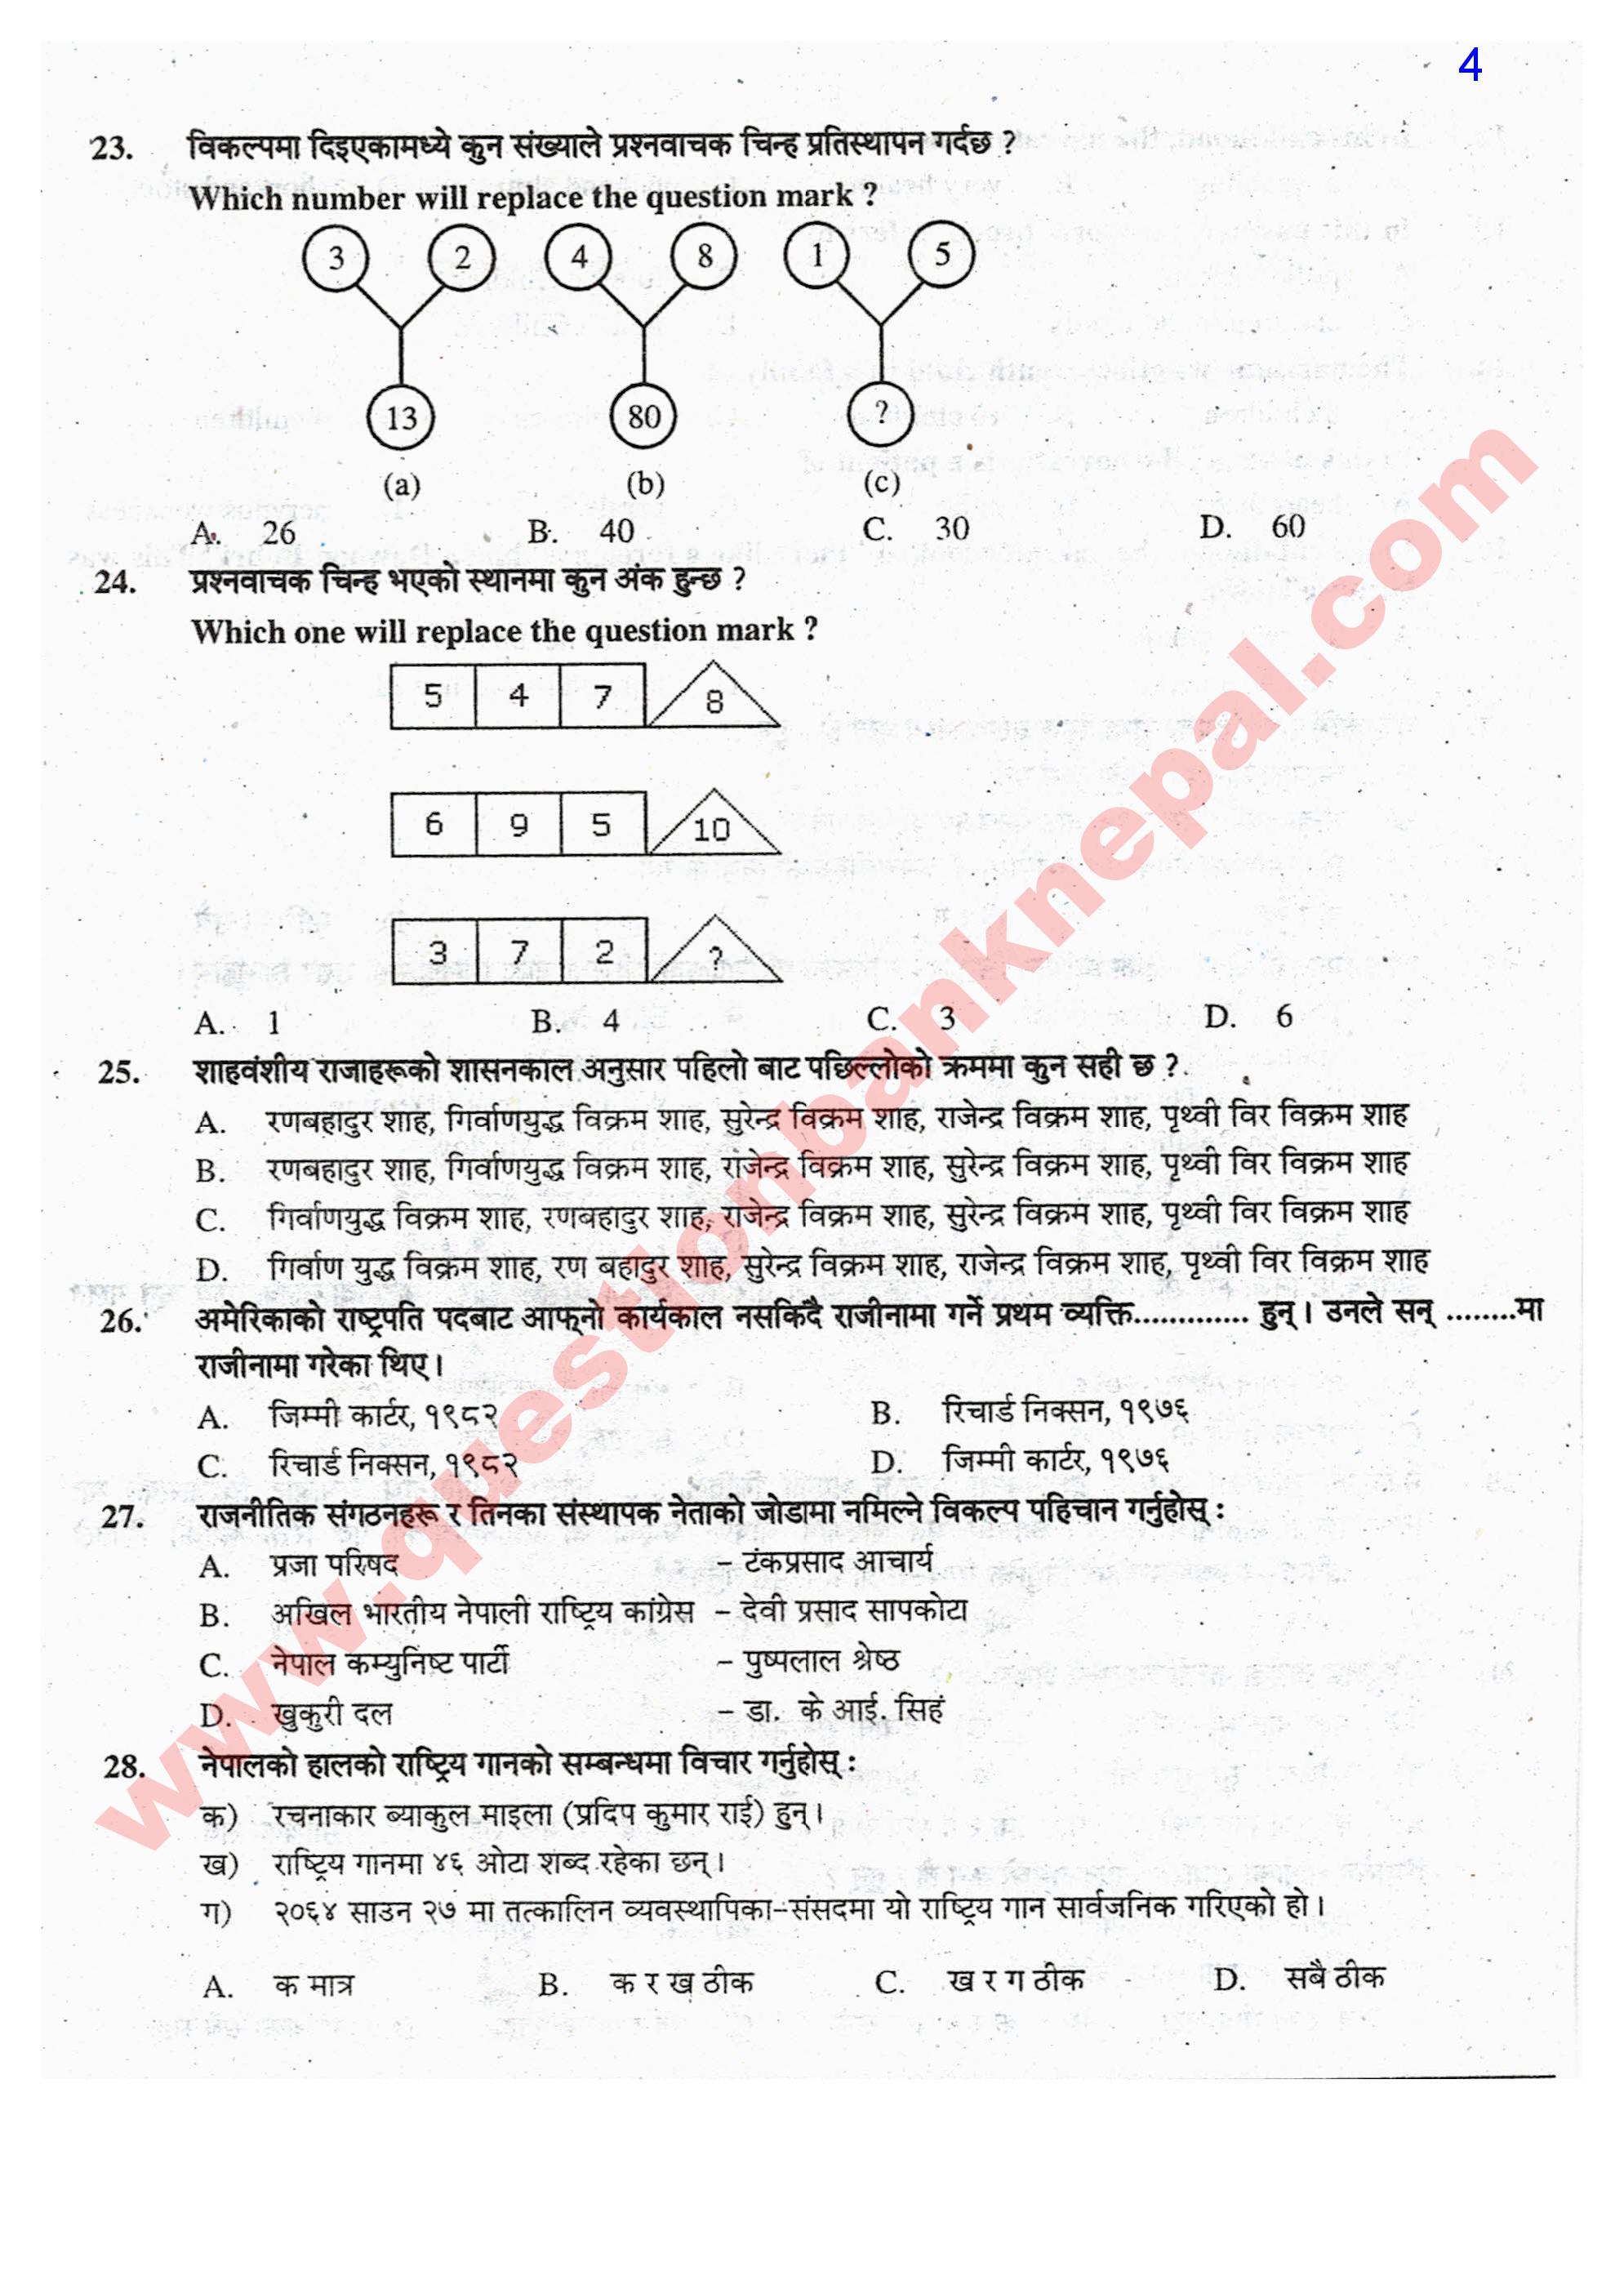 4
23. विकल्पमा दिइएकामध्ये कुन संख्याले प्रश्नवाचक चिन्ह प्रतिस्थापन गर्दछ ?
Which number will replace the question mark ?
3 2 4 8 1 5
13 80 ?
(a) (b) (c)
A. 26 B. 40 C. 30 D. 60
24. प्रश्नवाचक चिन्ह भएको स्थानमा कुन अंक हुन्छ ?
Which one will replace the question mark ?
5 4 7 8
6 9 5 10
3 7 2 ?
A. 1 B. 4 C. 3 D. 6
25. शाहवंशीय राजाहरूको शासनकाल अनुसार पहिलो बाट पछिल्लोको क्रममा कुन सही छ ?
A. रणबहादुर शाह, गिर्वाणयुद्ध विक्रम शाह, सुरेन्द्र विक्रम शाह, राजेन्द्र विक्रम शाह, पृथ्वी विर विक्रम शाह
B. रणबहादुर शाह, गिर्वाणयुद्ध विक्रम शाह, राजेन्द्र विक्रम शाह, सुरेन्द्र विक्रम शाह, पृथ्वी विर विक्रम शाह
C. गिर्वाणयुद्ध विक्रम शाह, रणबहादुर शाह, राजेन्द्र विक्रम शाह, सुरेन्द्र विक्रम शाह, पृथ्वी विर विक्रम शाह
D. गिर्वाण युद्ध विक्रम शाह, रण बहादुर शाह, सुरेन्द्र विक्रम शाह, राजेन्द्र विक्रम शाह, पृथ्वी विर विक्रम शाह
26. अमेरिकाको राष्ट्रपति पदबाट आफ्‌नो कार्यकाल नसकिदै राजीनामा गर्ने प्रथम व्यक्ति............. हुन्। उनले सन् ........मा
राजीनामा गरेका थिए।
A. जिम्मी कार्टर, १९८२ B. रिचार्ड निक्सन, १९७६
C. रिचार्ड निक्सन, १९८२ D. जिम्मी कार्टर, १९७६
27. राजनीतिक संगठनहरू र तिनका संस्थापक नेताको जोडामा नमिल्ने विकल्प पहिचान गर्नुहोस् :
A. प्रजा परिषद – टंकप्रसाद आचार्य
B. अखिल भारतीय नेपाली राष्ट्रिय कांग्रेस – देवी प्रसाद सापकोटा
C. नेपाल कम्युनिष्ट पार्टी – पुष्पलाल श्रेष्ठ
D. खुकुरी दल – डा. के आई. सिहं
28. नेपालको हालको राष्ट्रिय गानको सम्बन्धमा विचार गर्नुहोस् :
क) रचनाकार ब्याकुल माइला (प्रदिप कुमार राई) हुन्।
ख) राष्ट्रिय गानमा ४६ ओटा शब्द रहेका छन्।
ग) २०६४ साउन २७ मा तत्कालिन व्यवस्थापिका–संसदमा यो राष्ट्रिय गान सार्वजनिक गरिएको हो।
A. क मात्र B. क र ख ठीक C. ख र ग ठीक D. सबै ठीक
www.questionbanknepal.com